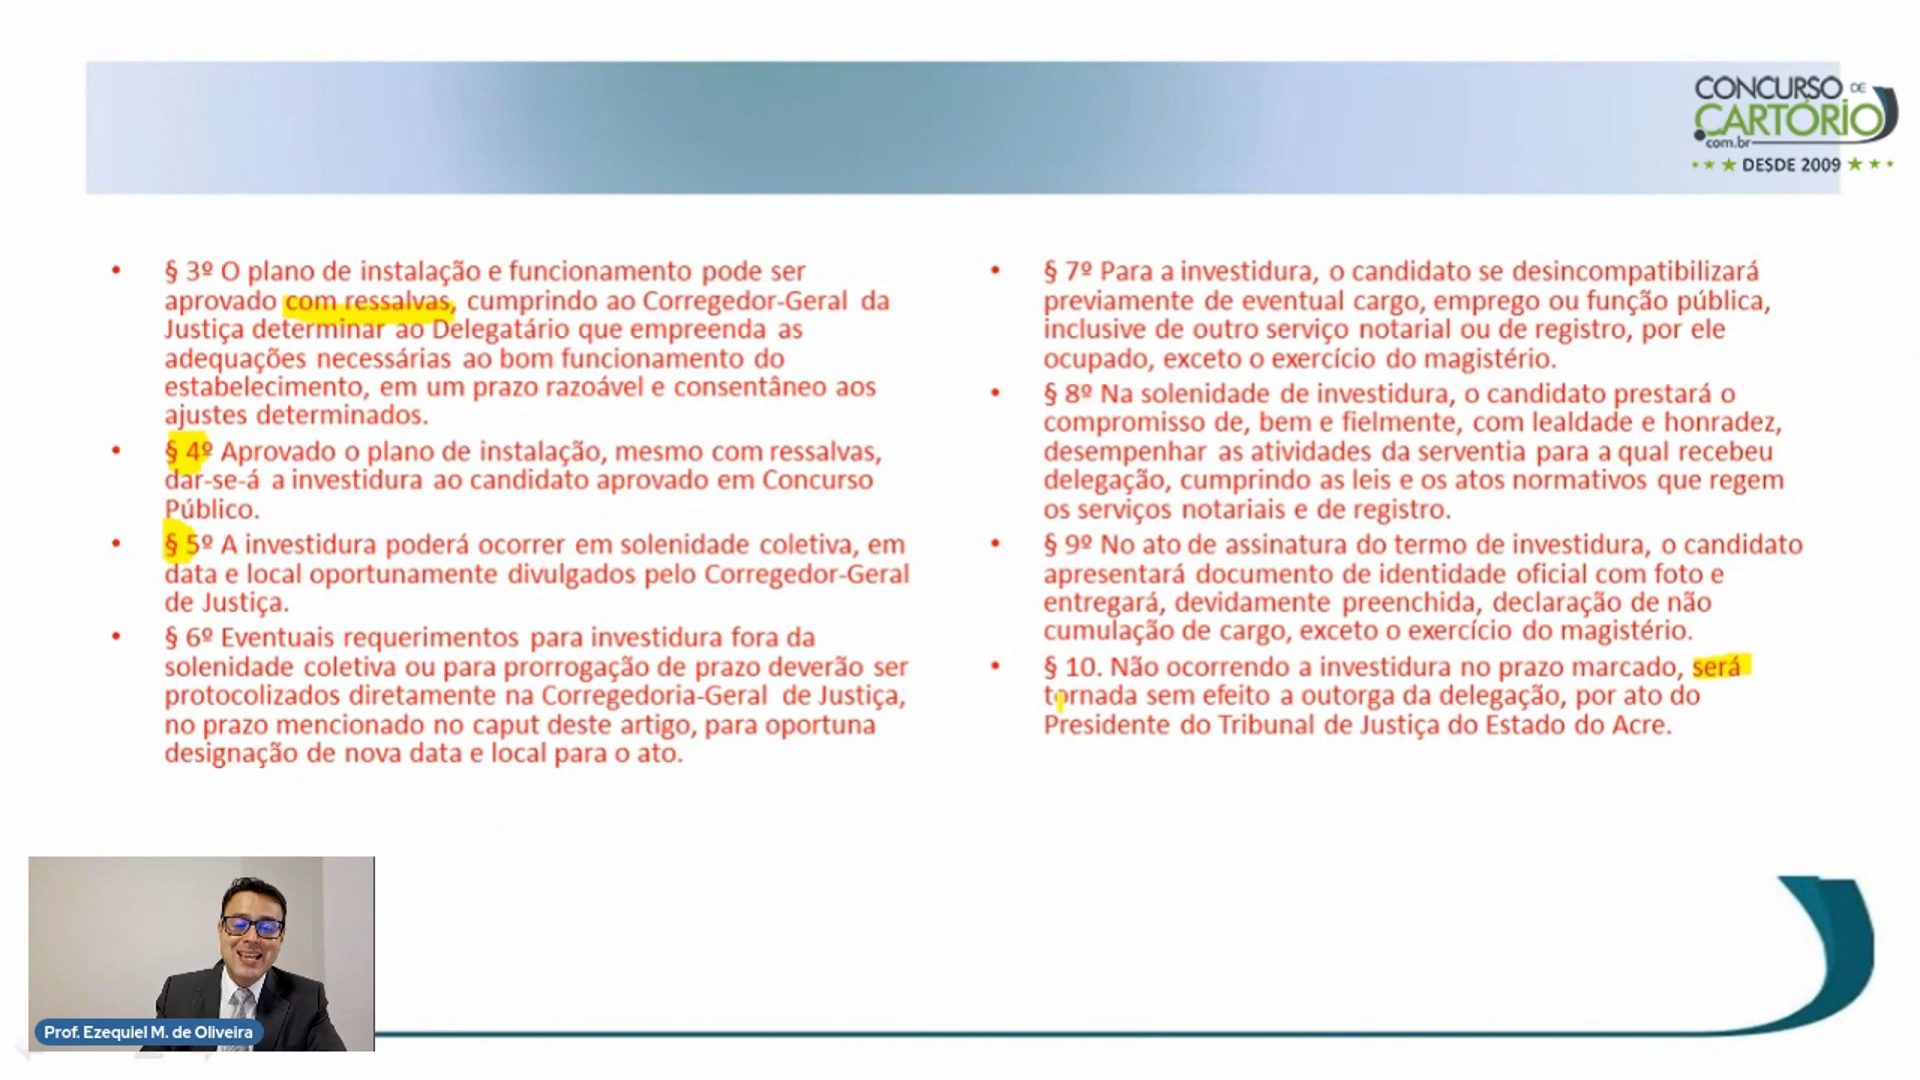 CONCURSO DE
CARTÓRIO
.com.br
DESDE 2009
• § 3º O plano de instalação e funcionamento pode ser
aprovado com ressalvas, cumprindo ao Corregedor-Geral da
Justiça determinar ao Delegatário que empreenda as
adequações necessárias ao bom funcionamento do
estabelecimento, em um prazo razoável e consentâneo aos
ajustes determinados.
• § 4º Aprovado o plano de instalação, mesmo com ressalvas,
dar-se-á a investidura ao candidato aprovado em Concurso
Público.
• § 5º A investidura poderá ocorrer em solenidade coletiva, em
data e local oportunamente divulgados pelo Corregedor-Geral
de Justiça.
• § 6º Eventuais requerimentos para investidura fora da
solenidade coletiva ou para prorrogação de prazo deverão ser
protocolizados diretamente na Corregedoria-Geral de Justiça,
no prazo mencionado no caput deste artigo, para oportuna
designação de nova data e local para o ato.
• § 7º Para a investidura, o candidato se desincompatibilizará
previamente de eventual cargo, emprego ou função pública,
inclusive de outro serviço notarial ou de registro, por ele
ocupado, exceto o exercício do magistério.
• § 8º Na solenidade de investidura, o candidato prestará o
compromisso de, bem e fielmente, com lealdade e honradez,
desempenhar as atividades da serventia para a qual recebeu
delegação, cumprindo as leis e os atos normativos que regem
os serviços notariais e de registro.
• § 9º No ato de assinatura do termo de investidura, o candidato
apresentará documento de identidade oficial com foto e
entregará, devidamente preenchida, declaração de não
cumulação de cargo, exceto o exercício do magistério.
• § 10. Não ocorrendo a investidura no prazo marcado, será
tornada sem efeito a outorga da delegação, por ato do
Presidente do Tribunal de Justiça do Estado do Acre.
Prof. Ezequiel M. de Oliveira